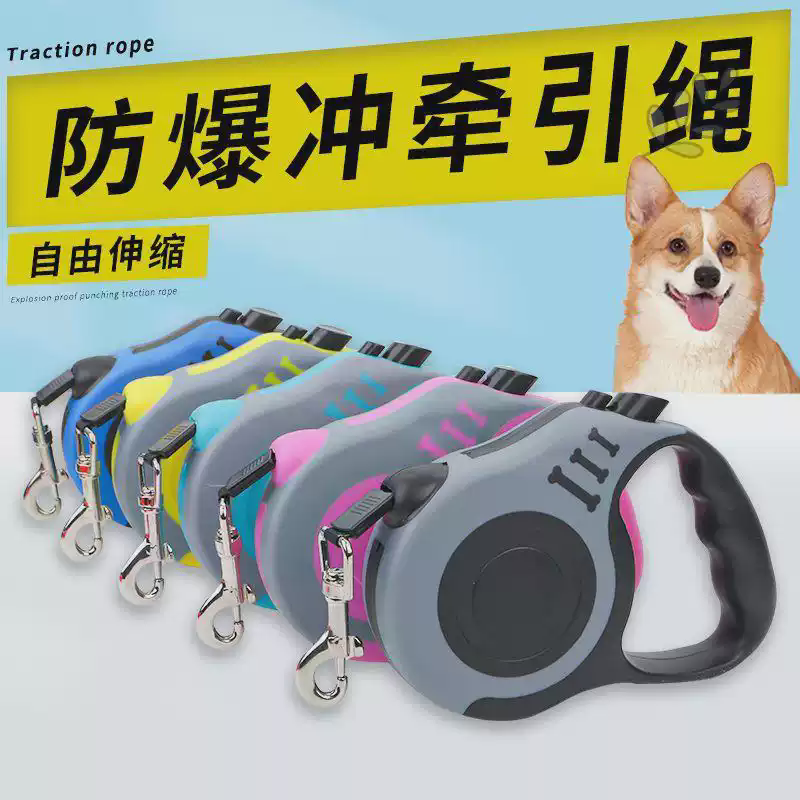 Traction rope
防爆冲牵引绳
自由伸缩
Explosion proof punching traction rope